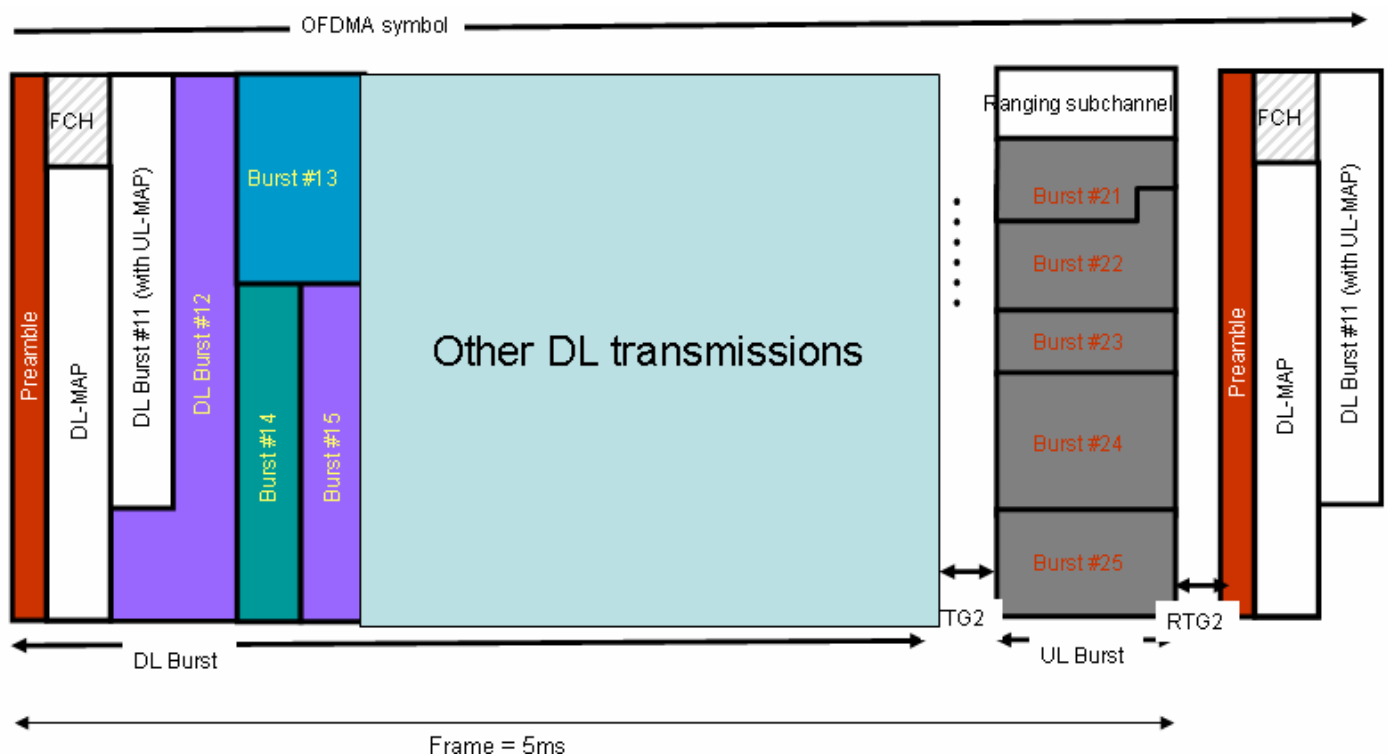 OFDMA symbol
Preamble
FCH
DL-MAP
DL Burst #11 (with UL-MAP)
DL Burst #12
Burst #13
Burst #14
Burst #15
Other DL transmissions
Ranging subchannel
Burst #21
Burst #22
Burst #23
Burst #24
Burst #25
Preamble
FCH
DL-MAP
DL Burst #11 (with UL-MAP)
TG2
RTG2
DL Burst
UL Burst
Frame = 5ms